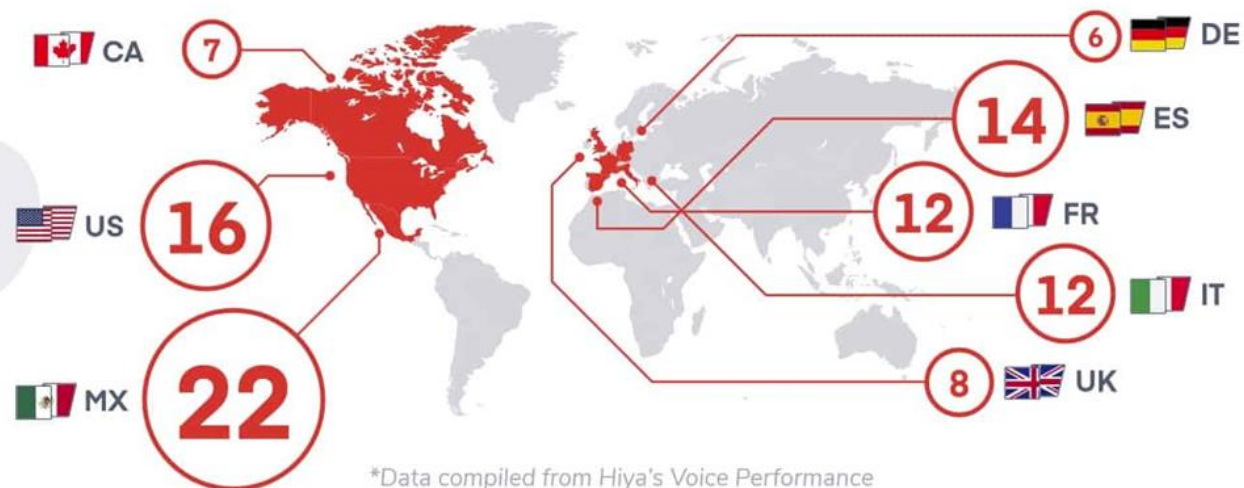 CA 7
6 DE
14 ES
US 16
12 FR
12 IT
MX 22
8 UK
*Data compiled from Hiya's Voice Performance